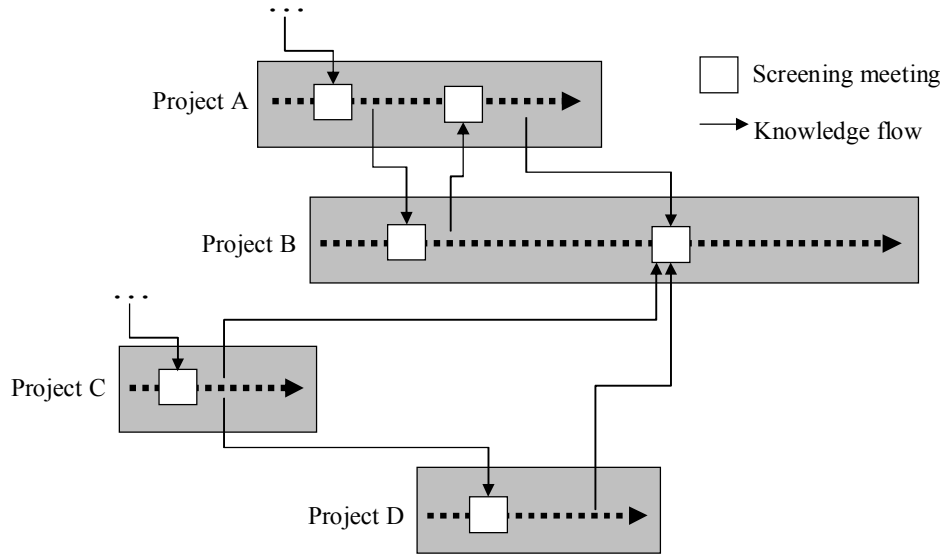 ...
Screening meeting
Project A
Knowledge flow
Project B
...
Project C
Project D